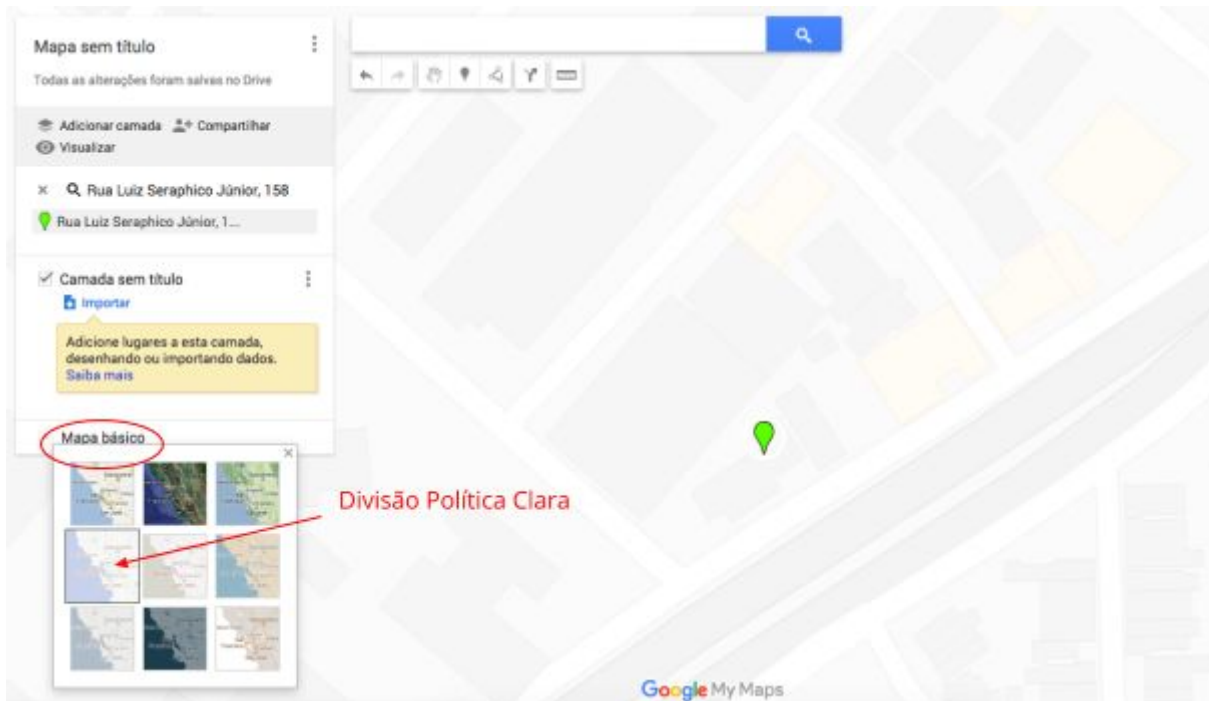 Mapa sem título
Todas as alterações foram salvas no Drive
Adicionar camada Compartilhar
Visualizar
Rua Luiz Seraphico Júnior, 158
Rua Luiz Seraphico Júnior, 1...
Camada sem título
Importar
Adicione lugares a esta camada,
desenhando ou importando dados.
Saiba mais
Mapa básico
Divisão Política Clara
Google My Maps